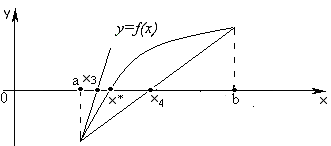 y
y=f(x)
a x₃
0 x* x₄ b x